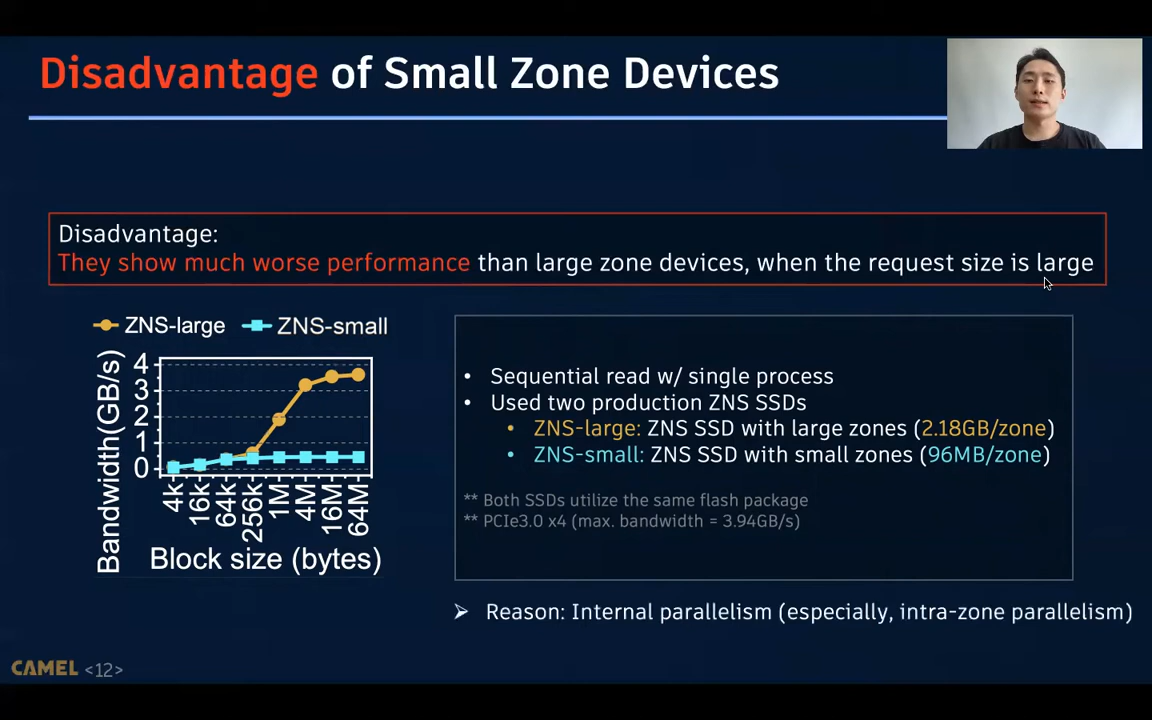 Disadvantage of Small Zone Devices
Disadvantage:
They show much worse performance than large zone devices, when the request size is large
ZNS-large ZNS-small
Bandwidth(GB/s)
4
3
2
1
0
4k 16k 64k 256k 1M 4M 16M 64M
Block size (bytes)
• Sequential read w/ single process
• Used two production ZNS SSDs
• ZNS-large: ZNS SSD with large zones (2.18GB/zone)
• ZNS-small: ZNS SSD with small zones (96MB/zone)
** Both SSDs utilize the same flash package
** PCIe3.0 x4 (max. bandwidth = 3.94GB/s)
➢ Reason: Internal parallelism (especially, intra-zone parallelism)
CAMEL <12>